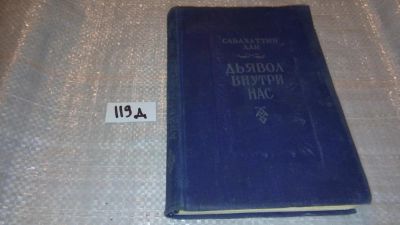 119д
САБАХАТТИН
АЛИ
ДЬЯВОЛ
ВНУТРИ
НАС